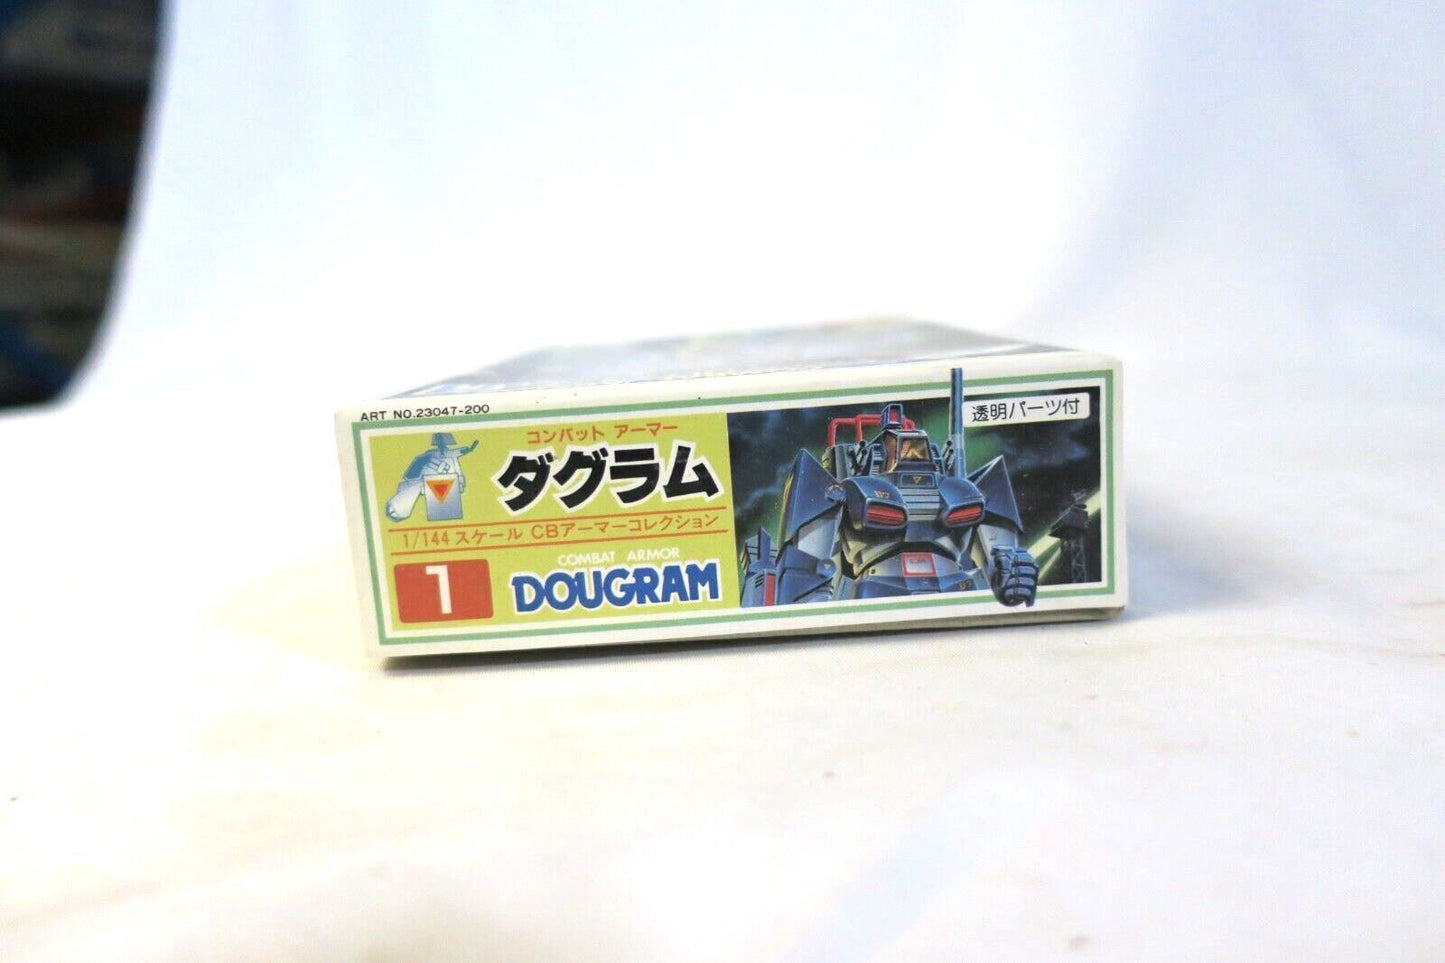 ART NO.23047-200
コンバット アーマー
ダグラム
1/144 スケール CBアーマーコレクション
1
COMBAT ARMOR
DOUGRAM
透明パーツ付